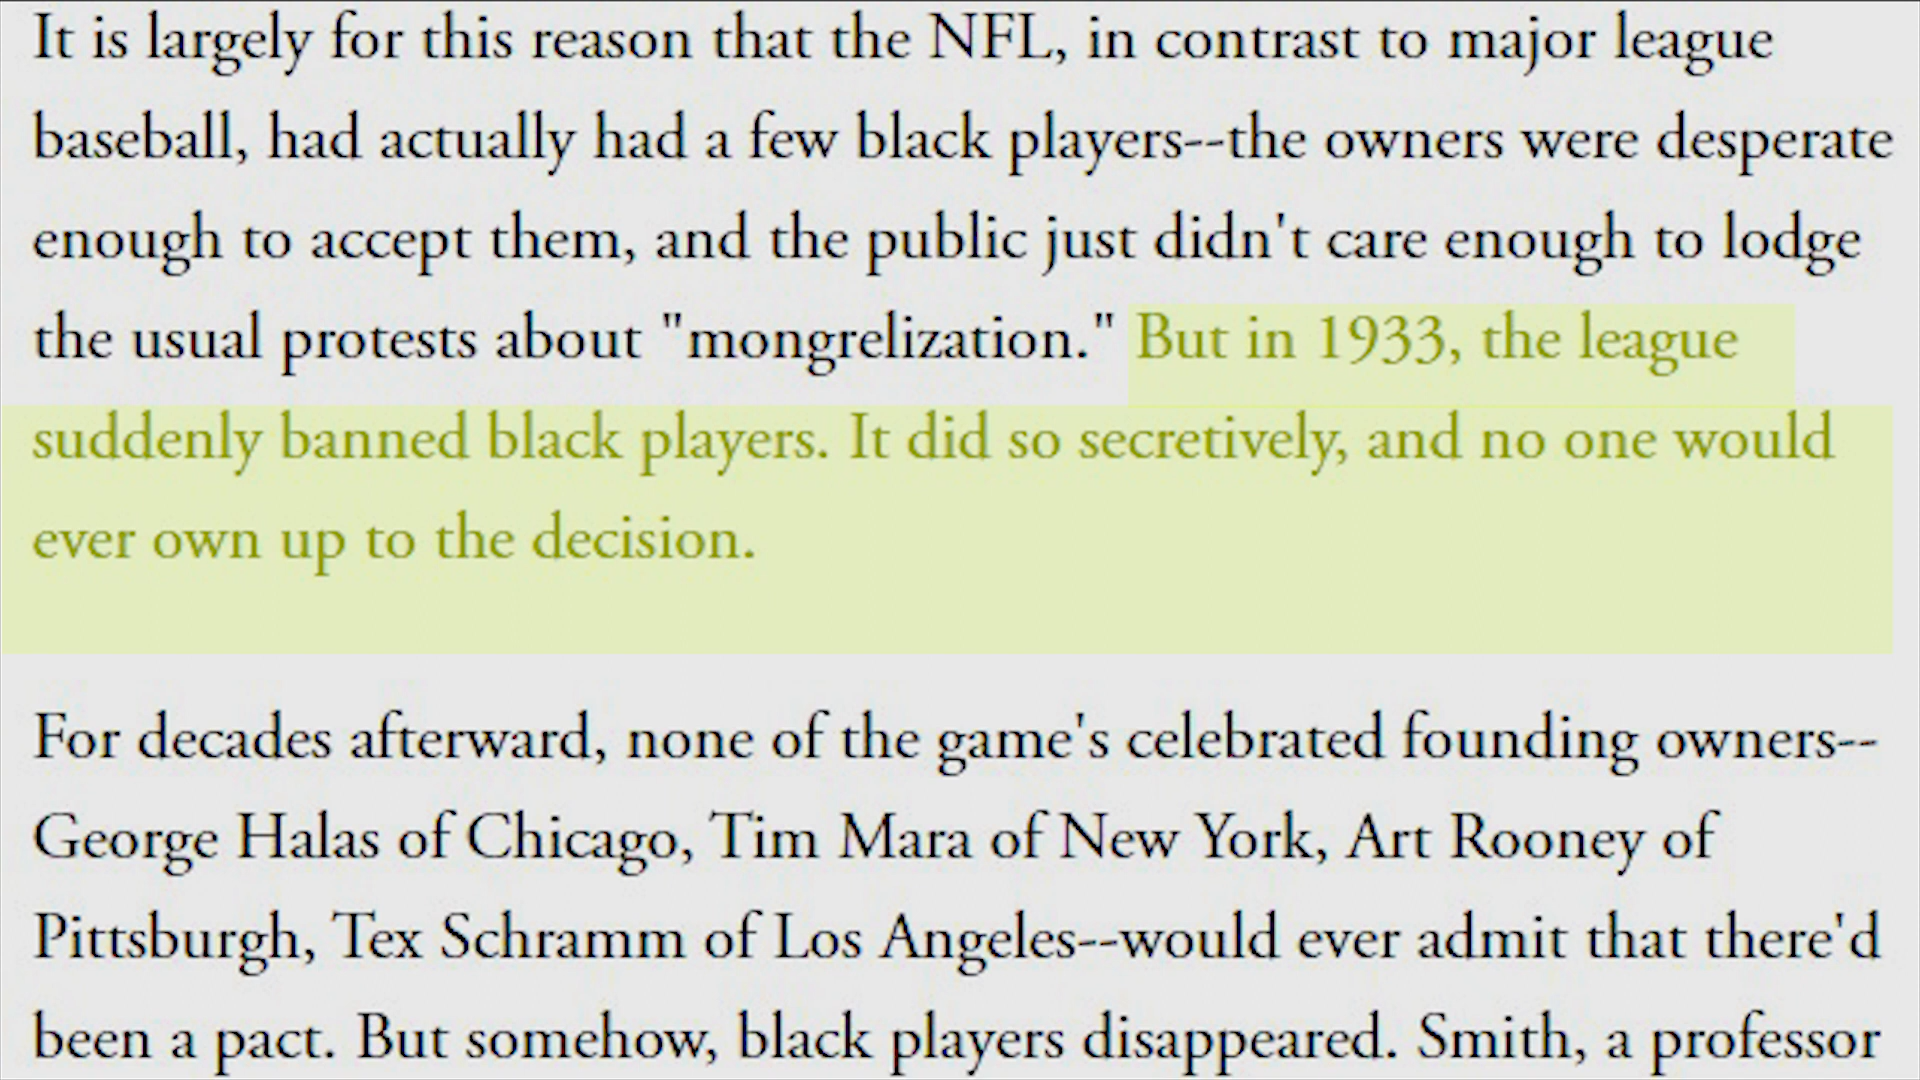 It is largely for this reason that the NFL, in contrast to major league
baseball, had actually had a few black players--the owners were desperate
enough to accept them, and the public just didn't care enough to lodge
the usual protests about "mongrelization." But in 1933, the league
suddenly banned black players. It did so secretively, and no one would
ever own up to the decision.
For decades afterward, none of the game's celebrated founding owners--
George Halas of Chicago, Tim Mara of New York, Art Rooney of
Pittsburgh, Tex Schramm of Los Angeles--would ever admit that there'd
been a pact. But somehow, black players disappeared. Smith, a professor